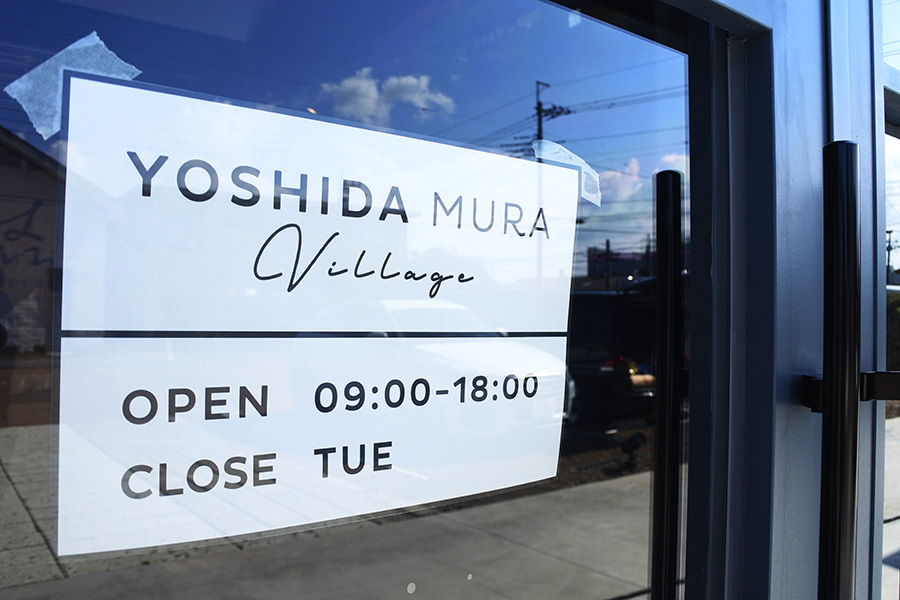 YOSHIDA MURA
Village
OPEN 09:00-18:00
CLOSE TUE